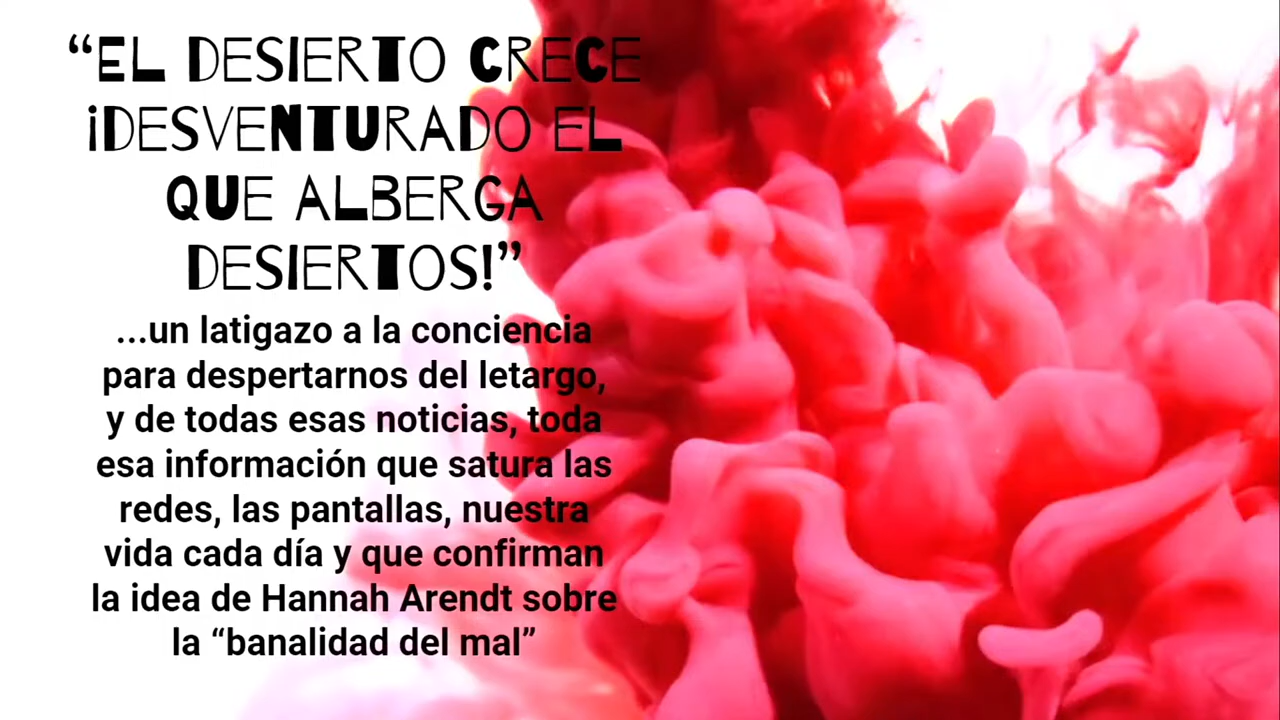 “EL DESIERTO CRECE
¡DESVENTURADO EL
QUE ALBERGA
DESIERTOS!”
...un latigazo a la conciencia
para despertarnos del letargo,
y de todas esas noticias, toda
esa información que satura las
redes, las pantallas, nuestra
vida cada día y que confirman
la idea de Hannah Arendt sobre
la “banalidad del mal”